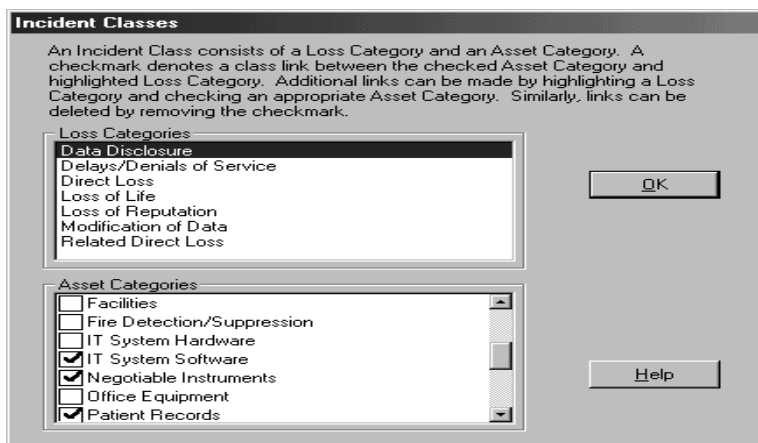 Incident Classes
An Incident Class consists of a Loss Category and an Asset Category. A
checkmark denotes a class link between the checked Asset Category and
highlighted Loss Category. Additional links can be made by highlighting a Loss
Category and checking an appropriate Asset Category. Similarly, links can be
deleted by removing the checkmark.
Loss Categories
Data Disclosure
Delays/Denials of Service
Direct Loss
Loss of Life
Loss of Reputation
Modification of Data
Related Direct Loss
OK
Asset Categories
Facilities
Fire Detection/Suppression
IT System Hardware
IT System Software
Negotiable Instruments
Office Equipment
Patient Records
Help